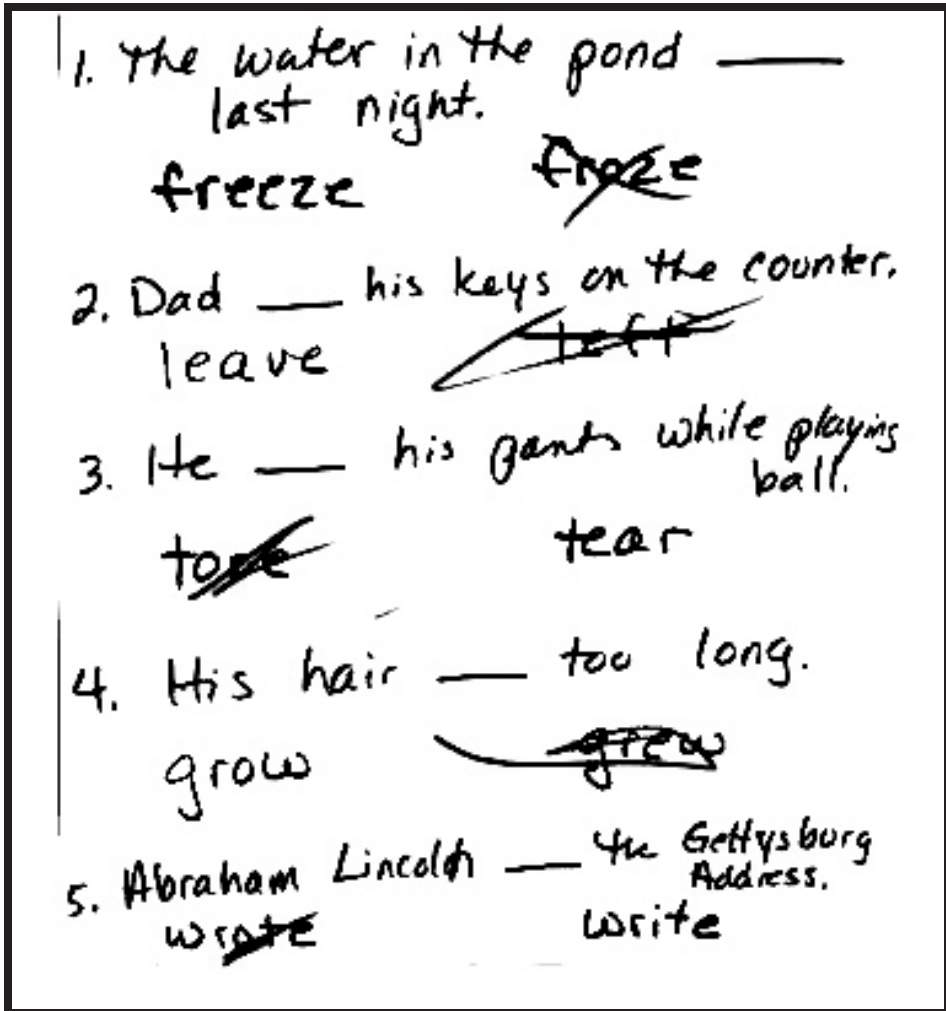 1. The water in the pond ____
last night.
freeze froze
2. Dad ___ his keys on the counter.
leave left
3. He ___ his pants while playing
ball.
tore tear
4. His hair ___ too long.
grow grew
5. Abraham Lincoln ___ the Gettysburg
Address.
wrote write